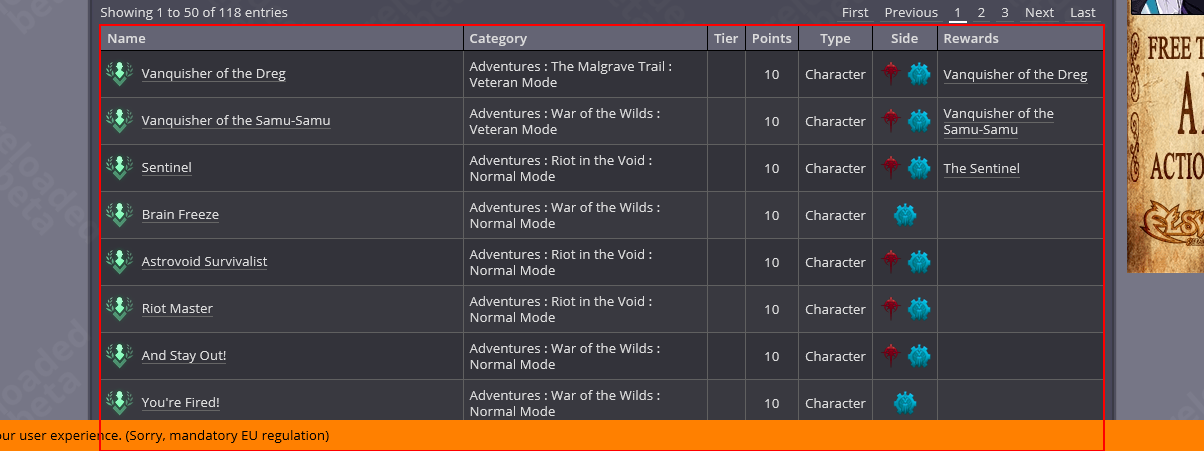 Showing 1 to 50 of 118 entries
First Previous 1 2 3 Next Last
Name Category Tier Points Type Side Rewards
Vanquisher of the Dreg
Adventures : The Malgrave Trail :
Veteran Mode
10 Character
Vanquisher of the Dreg
Vanquisher of the Samu-Samu
Adventures : War of the Wilds :
Veteran Mode
10 Character
Vanquisher of the
Samu-Samu
Sentinel
Adventures : Riot in the Void :
Normal Mode
10 Character
The Sentinel
Brain Freeze
Adventures : War of the Wilds :
Normal Mode
10 Character
Astrovoid Survivalist
Adventures : Riot in the Void :
Normal Mode
10 Character
Riot Master
Adventures : Riot in the Void :
Normal Mode
10 Character
And Stay Out!
Adventures : War of the Wilds :
Normal Mode
10 Character
You're Fired!
Adventures : War of the Wilds :
Normal Mode
10 Character
our user experience. (Sorry, mandatory EU regulation)
FREE